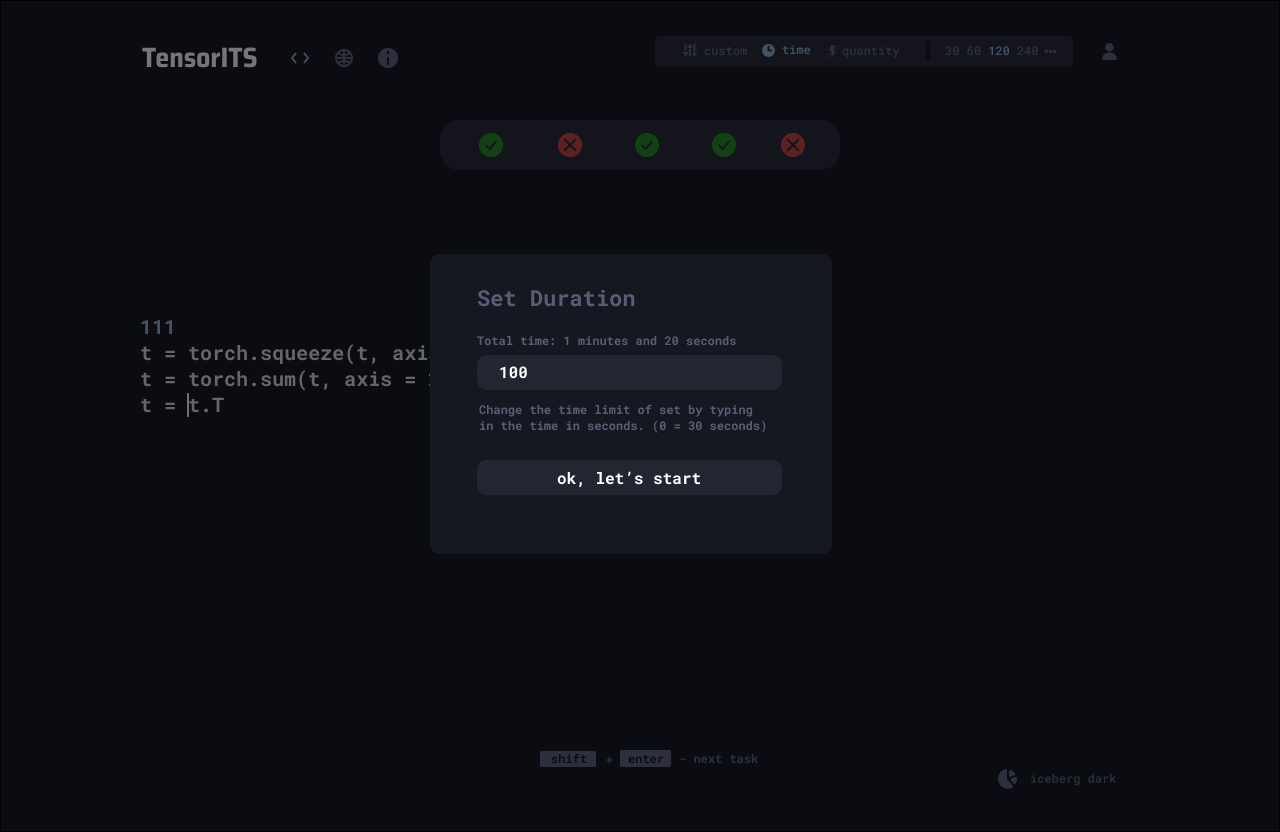 TensorITS
custom time quantity 30 60 120 240
111
t = torch.squeeze(t, axi
t = torch.sum(t, axis =
t = t.T
Set Duration
Total time: 1 minutes and 20 seconds
100
Change the time limit of set by typing
in the time in seconds. (0 = 30 seconds)
ok, let’s start
shift + enter - next task
iceberg dark